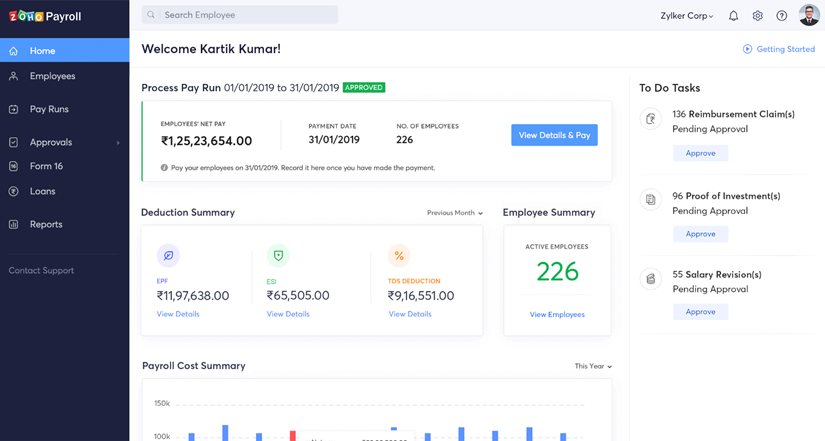 ZOHO Payroll
Search Employee
Zylker Corp
Home
Employees
Pay Runs
Approvals
Form 16
Loans
Reports
Contact Support
Welcome Kartik Kumar!
Getting Started
Process Pay Run 01/01/2019 to 31/01/2019 APPROVED
EMPLOYEES' NET PAY
₹1,25,23,654.00
PAYMENT DATE
31/01/2019
NO. OF EMPLOYEES
226
View Details & Pay
Pay your employees on 31/01/2019. Record it here once you have made the payment.
Deduction Summary
Previous Month
EPF
₹11,97,638.00
View Details
ESI
₹65,505.00
View Details
TDS DEDUCTION
₹9,16,551.00
View Details
Employee Summary
ACTIVE EMPLOYEES
226
View Employees
Payroll Cost Summary
This Year
150k
100k
To Do Tasks
136 Reimbursement Claim(s)
Pending Approval
Approve
96 Proof of Investment(s)
Pending Approval
Approve
55 Salary Revision(s)
Pending Approval
Approve